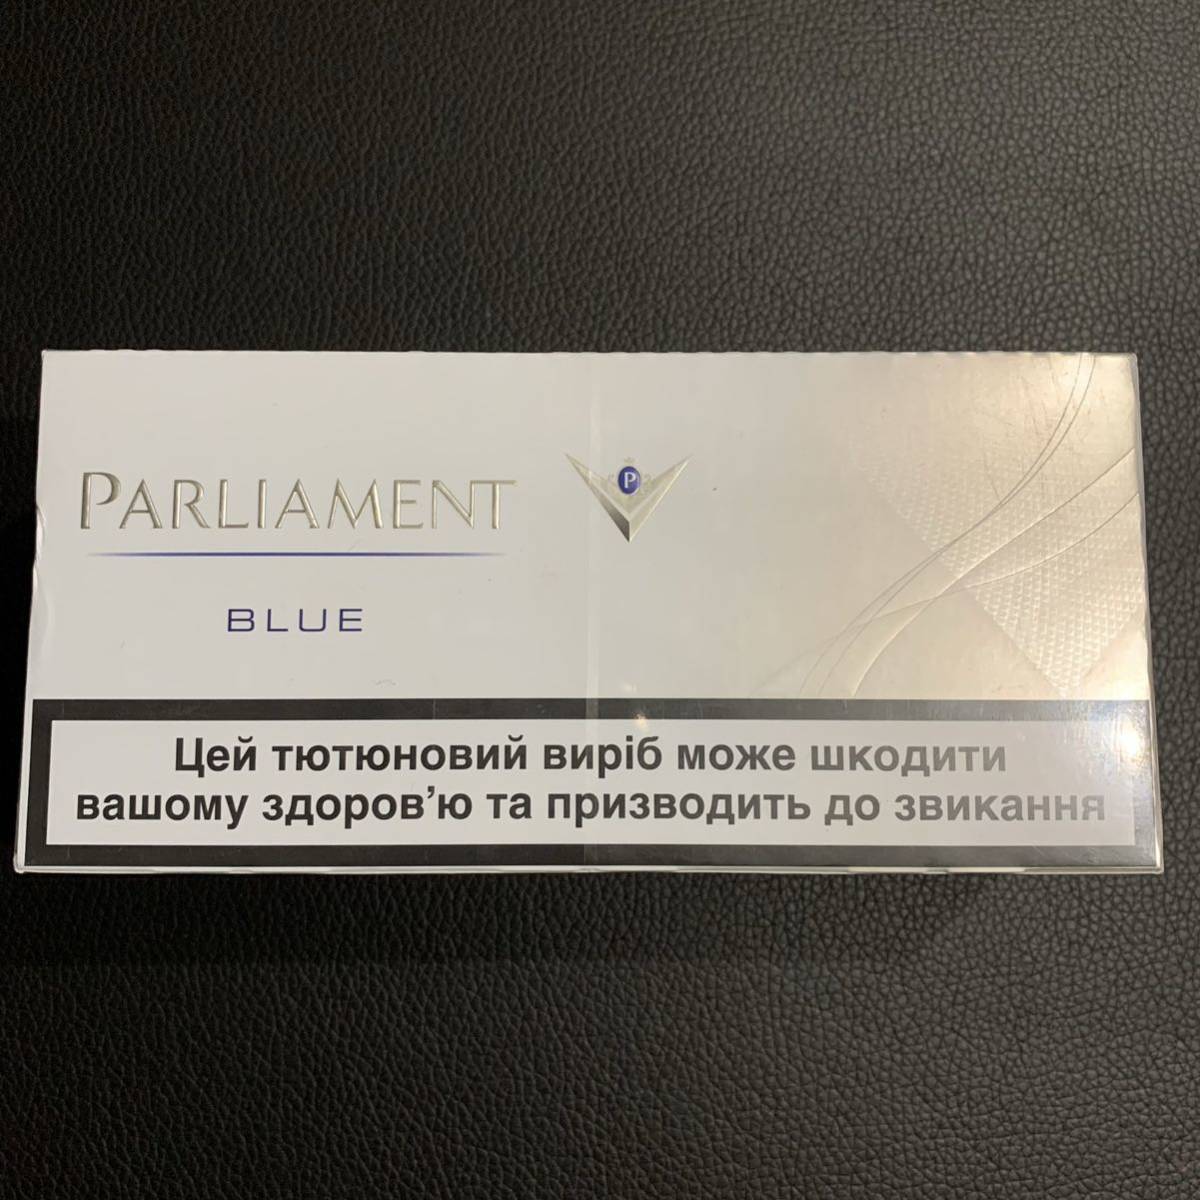 PARLIAMENT
P
BLUE
Цей тютюновий виріб може шкодити
вашому здоров'ю та призводить до звикання